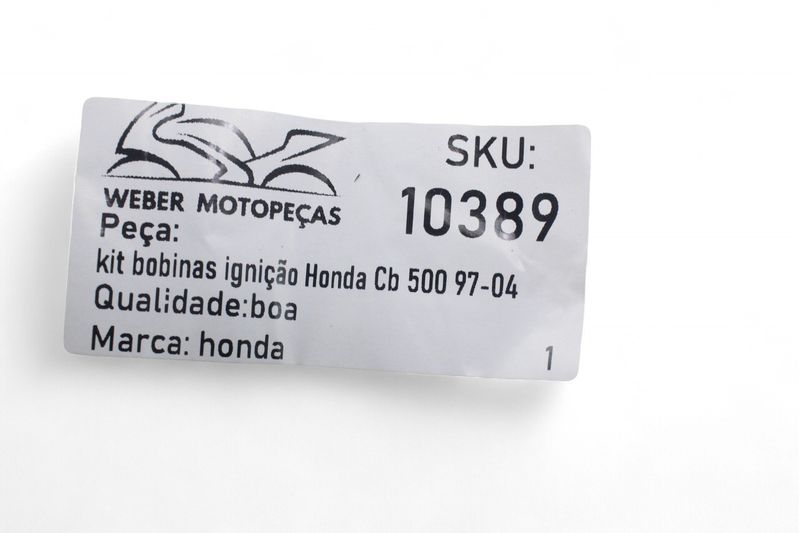 WEBER MOTOPEÇAS
SKU:
10389
Peça:
kit bobinas ignição Honda Cb 500 97-04
Qualidade:boa
Marca: honda
1